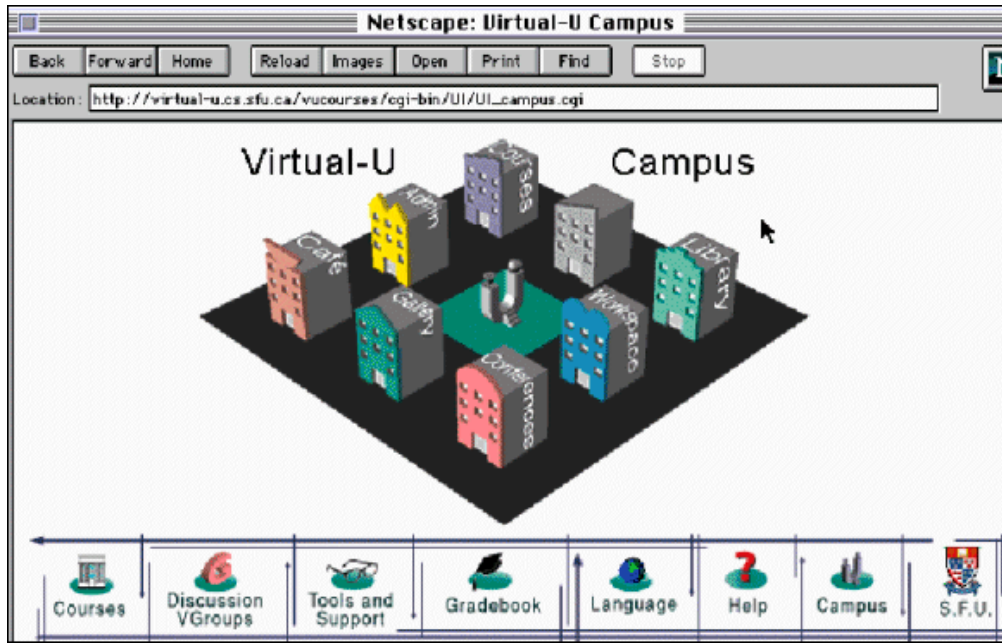 Netscape: Virtual-U Campus
Back Forward Home Reload Images Open Print Find Stop
Location: http://virtual-u.cs.sfu.ca/vucourses/cgi-bin/UI/UI_campus.cgi
N
Virtual-U Campus
Courses
Admin
Café
Library
Gallery
Workspace
Conferences
Courses
Discussion
VGroups
Tools and
Support
Gradebook
Language
Help
Campus
S.F.U.